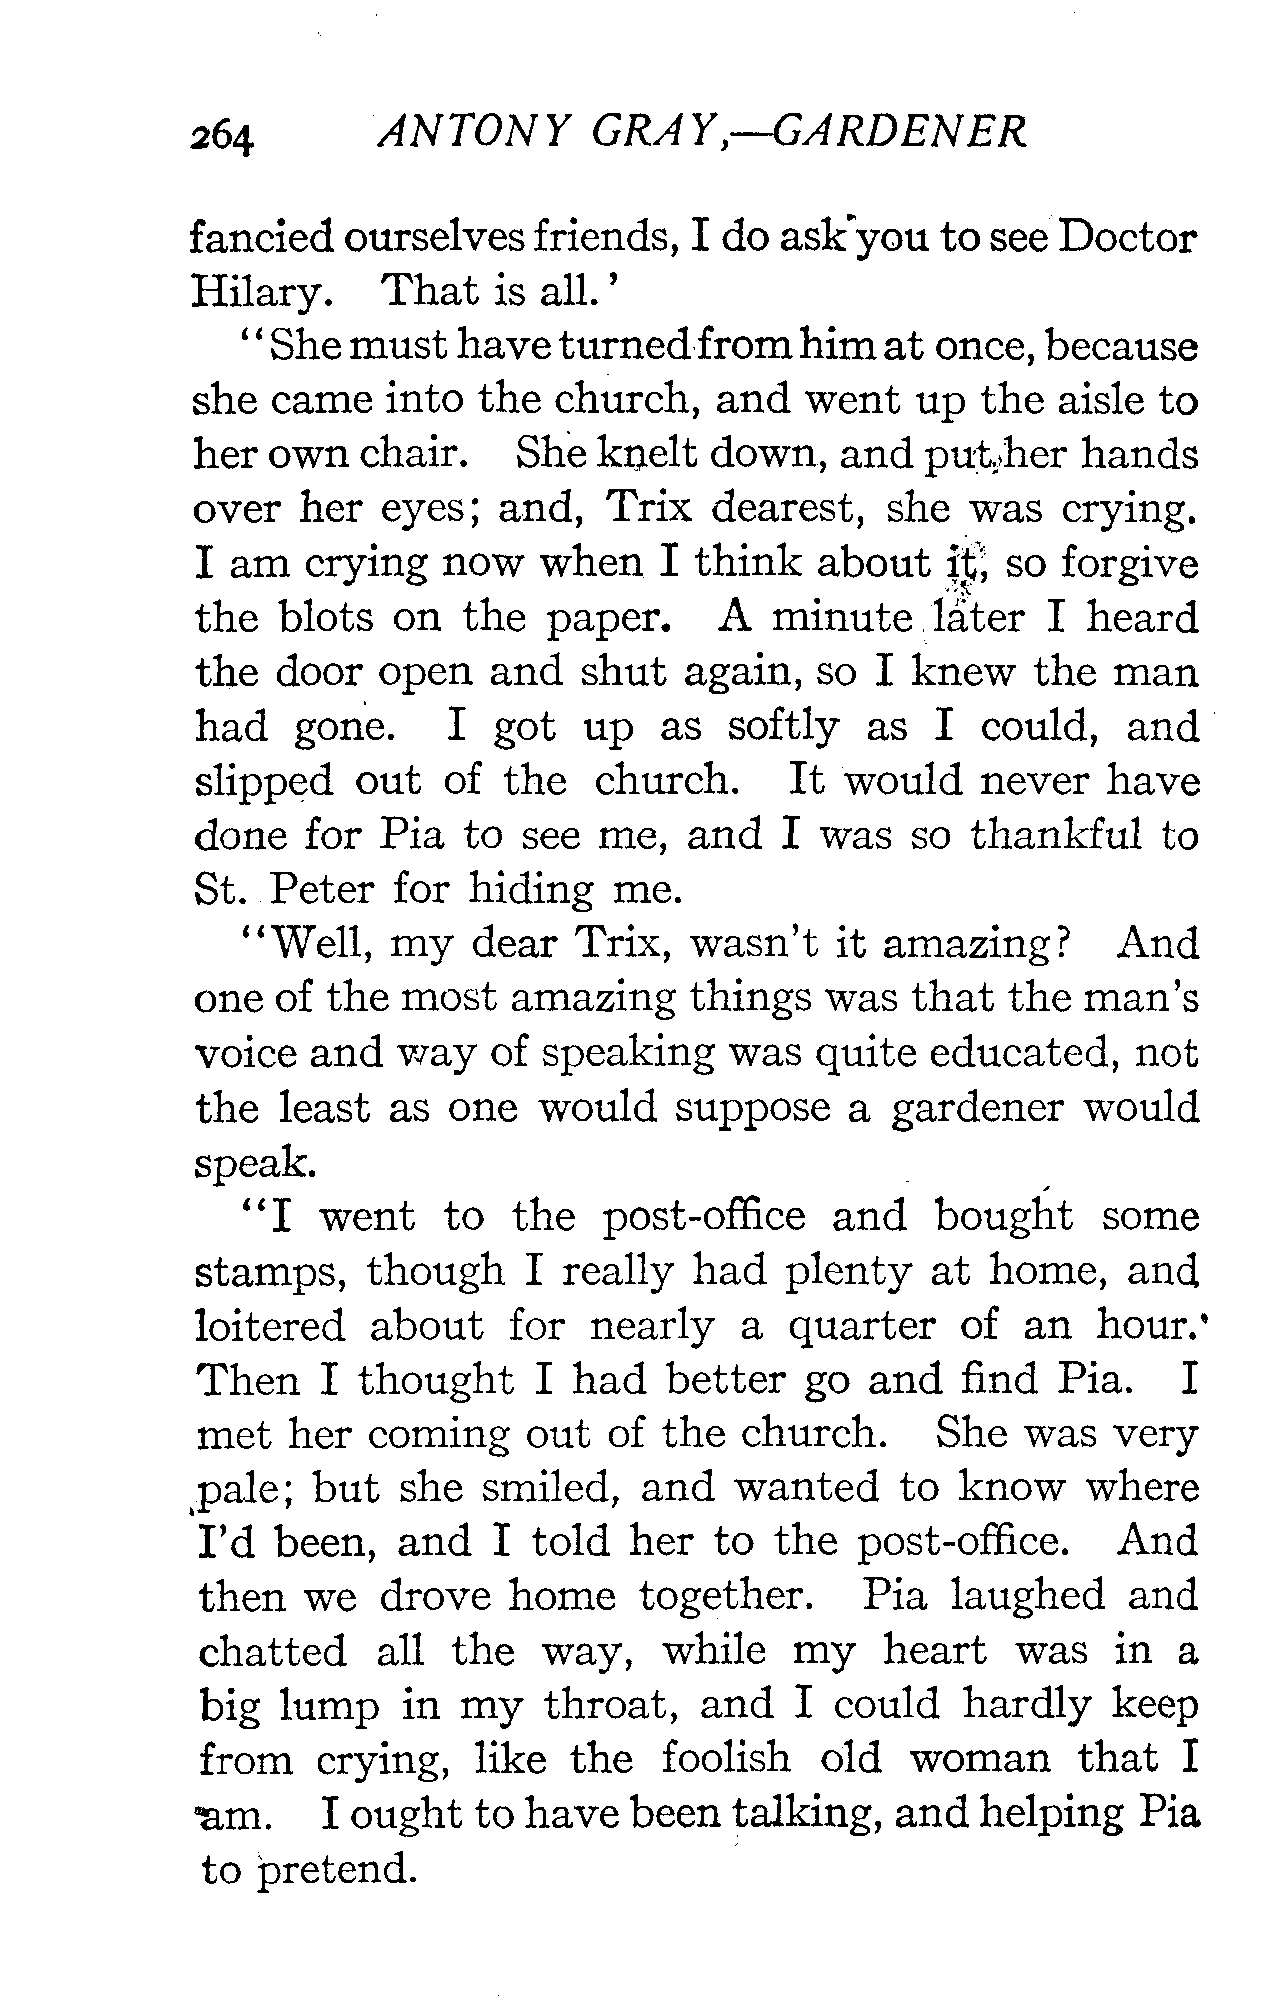 264 ANTONY GRAY,—GARDENER
fancied ourselves friends, I do ask you to see Doctor
Hilary. That is all.'
"She must have turned from him at once, because
she came into the church, and went up the aisle to
her own chair. She knelt down, and put her hands
over her eyes; and, Trix dearest, she was crying.
I am crying now when I think about it, so forgive
the blots on the paper. A minute later I heard
the door open and shut again, so I knew the man
had gone. I got up as softly as I could, and
slipped out of the church. It would never have
done for Pia to see me, and I was so thankful to
St. Peter for hiding me.
"Well, my dear Trix, wasn't it amazing? And
one of the most amazing things was that the man's
voice and way of speaking was quite educated, not
the least as one would suppose a gardener would
speak.
"I went to the post-office and bought some
stamps, though I really had plenty at home, and
loitered about for nearly a quarter of an hour.
Then I thought I had better go and find Pia. I
met her coming out of the church. She was very
pale; but she smiled, and wanted to know where
I'd been, and I told her to the post-office. And
then we drove home together. Pia laughed and
chatted all the way, while my heart was in a
big lump in my throat, and I could hardly keep
from crying, like the foolish old woman that I
am. I ought to have been talking, and helping Pia
to pretend.